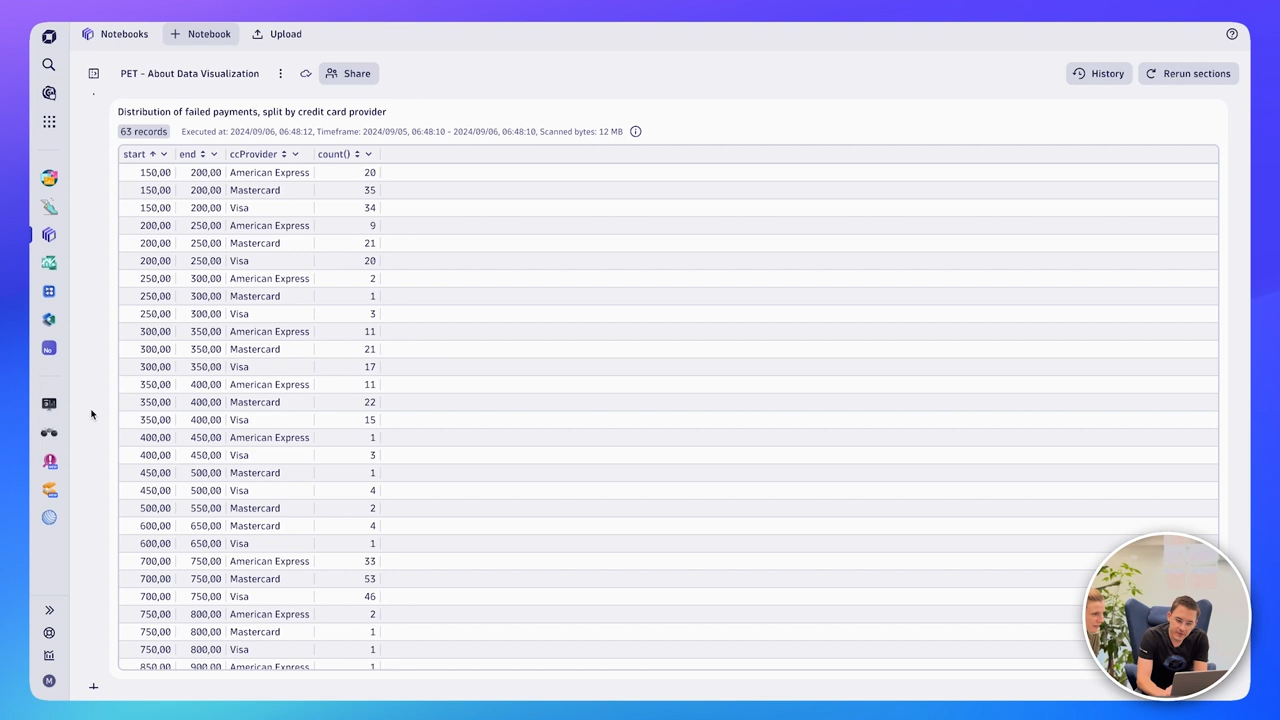 Notebooks
Notebook
Upload
PET - About Data Visualization
Share
History
Rerun sections
Distribution of failed payments, split by credit card provider
63 records Executed at: 2024/09/06, 06:48:12, Timeframe: 2024/09/05, 06:48:10 - 2024/09/06, 06:48:10, Scanned bytes: 12 MB
start end ccProvider count()
150,00 200,00 American Express 20
150,00 200,00 Mastercard 35
150,00 200,00 Visa 34
200,00 250,00 American Express 9
200,00 250,00 Mastercard 21
200,00 250,00 Visa 20
250,00 300,00 American Express 2
250,00 300,00 Mastercard 1
250,00 300,00 Visa 3
300,00 350,00 American Express 11
300,00 350,00 Mastercard 21
300,00 350,00 Visa 17
350,00 400,00 American Express 11
350,00 400,00 Mastercard 22
350,00 400,00 Visa 15
400,00 450,00 American Express 1
400,00 450,00 Visa 3
450,00 500,00 Mastercard 1
450,00 500,00 Visa 4
500,00 550,00 Mastercard 2
600,00 650,00 Mastercard 4
600,00 650,00 Visa 1
700,00 750,00 American Express 33
700,00 750,00 Mastercard 53
700,00 750,00 Visa 46
750,00 800,00 American Express 2
750,00 800,00 Mastercard 1
750,00 800,00 Visa 1
850,00 900,00 American Express 1
No
M